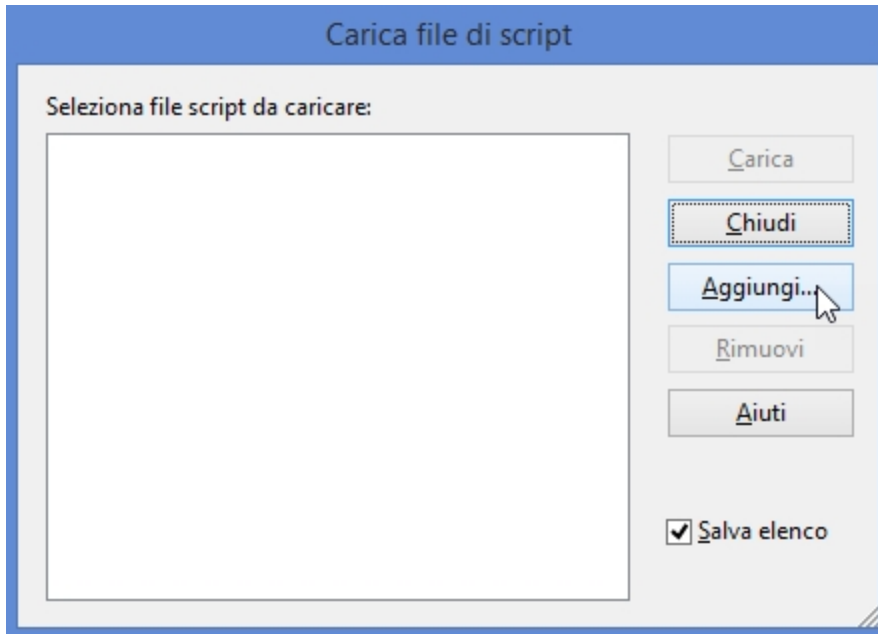 Carica file di script
Seleziona file script da caricare:
Carica
Chiudi
Aggiungi...
Rimuovi
Aiuti
Salva elenco